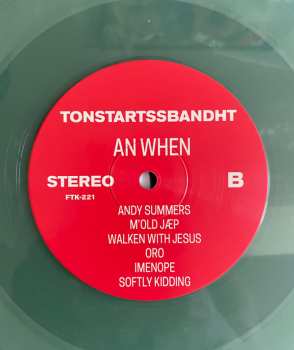 TONSTARTSSBANDHT
AN WHEN
STEREO B
FTK-221
ANDY SUMMERS
M'OLD JÆP
WALKEN WITH JESUS
ORO
IMENOPE
SOFTLY KIDDING